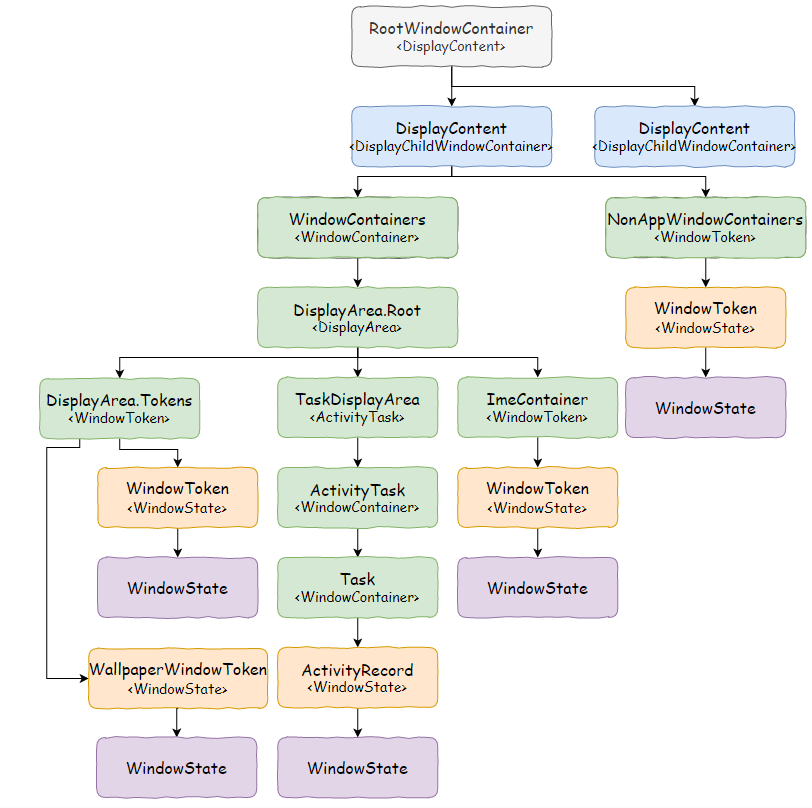 RootWindowContainer
<DisplayContent>
DisplayContent
<DisplayChildWindowContainer>
DisplayContent
<DisplayChildWindowContainer>
WindowContainers
<WindowContainer>
NonAppWindowContainers
<WindowToken>
DisplayArea.Root
<DisplayArea>
WindowToken
<WindowState>
DisplayArea.Tokens
<WindowToken>
TaskDisplayArea
<ActivityTask>
ImeContainer
<WindowToken>
WindowState
WindowToken
<WindowState>
ActivityTask
<WindowContainer>
WindowToken
<WindowState>
WindowState
Task
<WindowContainer>
WindowState
WallpaperWindowToken
<WindowState>
ActivityRecord
<WindowState>
WindowState
WindowState